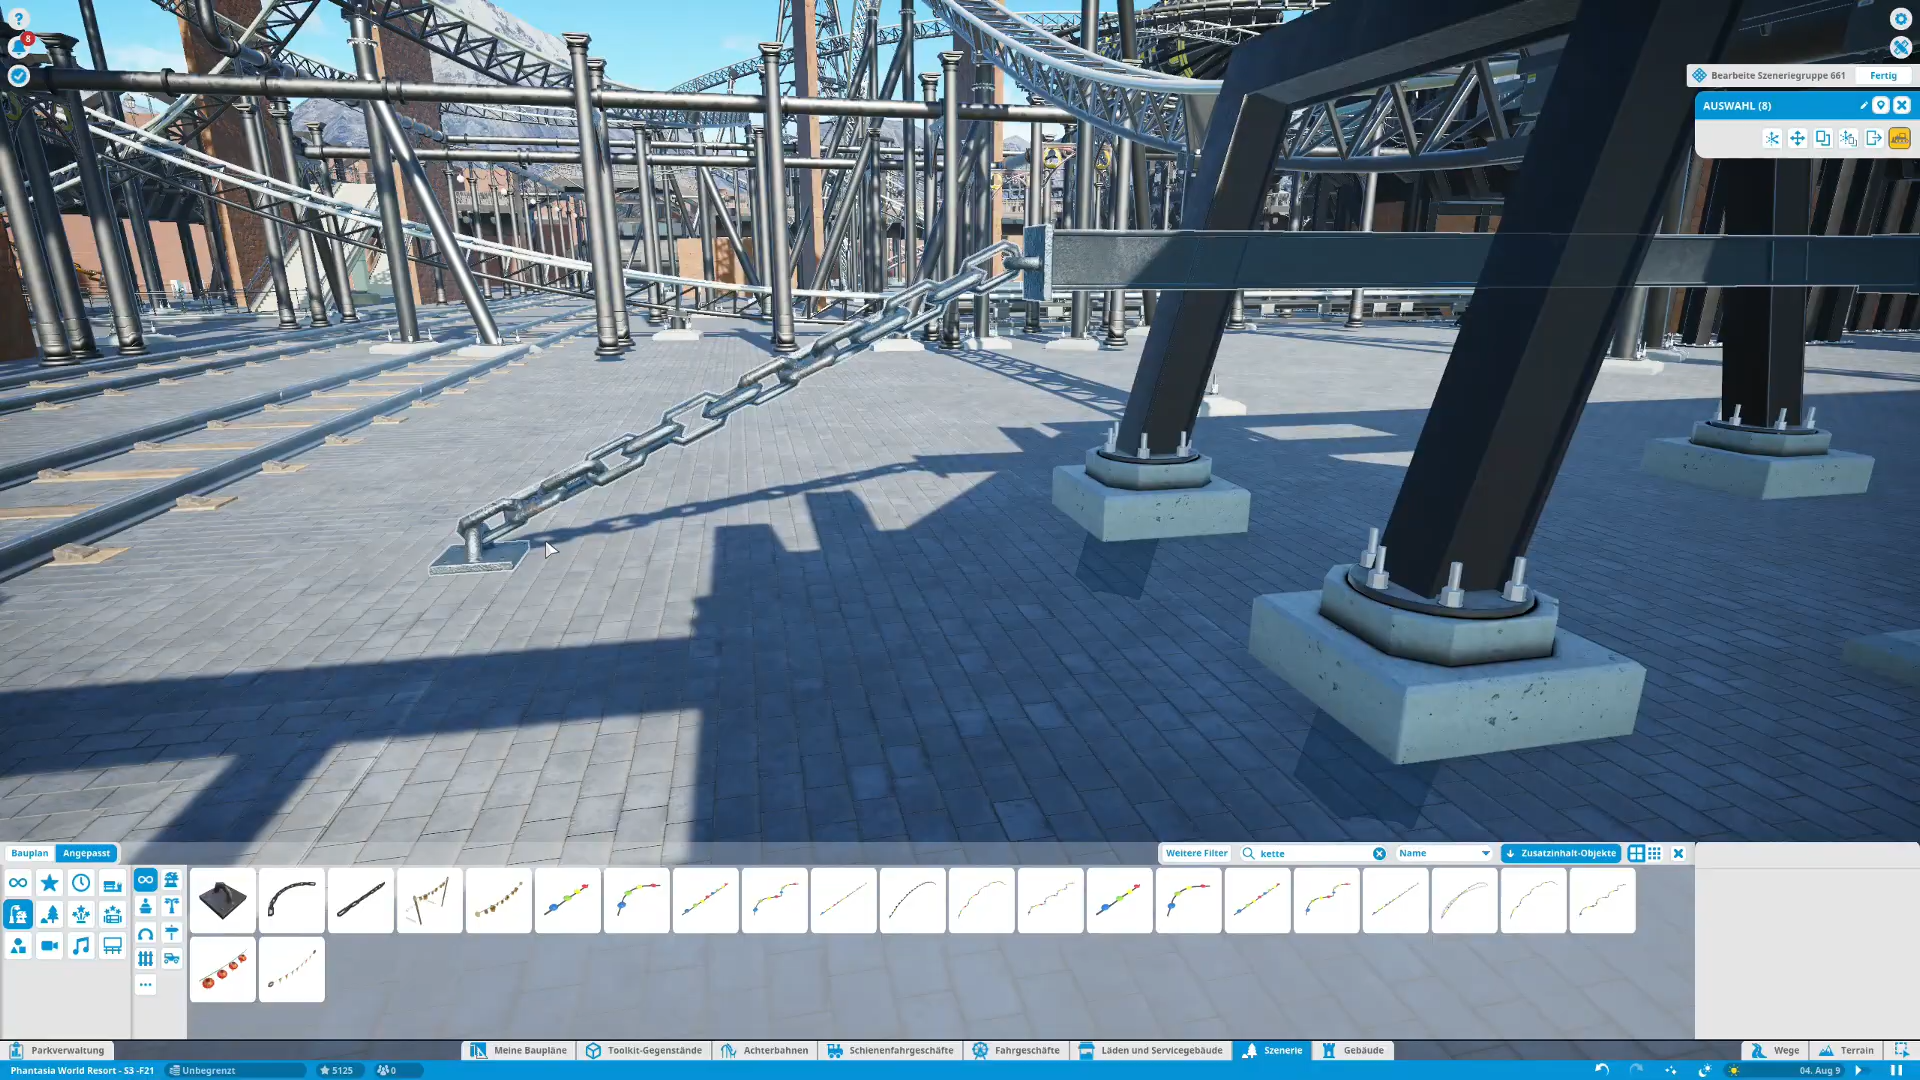 ?
8
Bearbeite Szeneriegruppe 661
Fertig
AUSWAHL (8)
Bauplan
Angepasst
Weitere Filter
kette
Name
Zusatzinhalt-Objekte
Parkverwaltung
Meine Baupläne
Toolkit-Gegenstände
Achterbahnen
Schienenfahrgeschäfte
Fahrgeschäfte
Läden und Servicegebäude
Szenerie
Gebäude
Wege
Terrain
Phantasia World Resort - S3 -F21
Unbegrenzt
5125
0
04. Aug 9